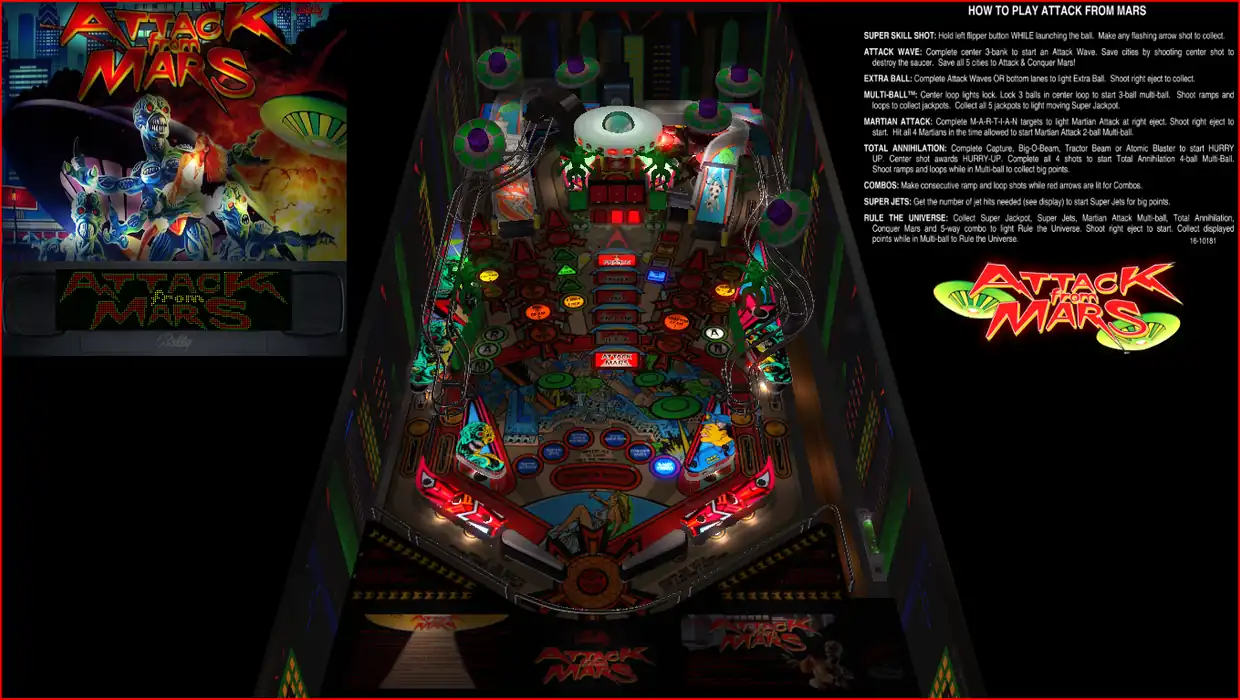 ATTACK
from
MARS
ATTACK
from
MARS
Bally
HOW TO PLAY ATTACK FROM MARS
SUPER SKILL SHOT: Hold left flipper button WHILE launching the ball. Make any flashing arrow shot to collect.
ATTACK WAVE: Complete center 3-bank to start an Attack Wave. Save cities by shooting center shot to
destroy the saucer. Save all 5 cities to Attack & Conquer Mars!
EXTRA BALL: Complete Attack Waves OR bottom lanes to light Extra Ball. Shoot right eject to collect.
MULTI-BALL™: Center loop lights lock. Lock 3 balls in center loop to start 3-ball multi-ball. Shoot ramps and
loops to collect jackpots. Collect all 5 jackpots to light moving Super Jackpot.
MARTIAN ATTACK: Complete M-A-R-T-I-A-N targets to light Martian Attack at right eject. Shoot right eject to
start. Hit all 4 Martians in the time allowed to start Martian Attack 2-ball Multi-ball.
TOTAL ANNIHILATION: Complete Capture, Big-O-Beam, Tractor Beam or Atomic Blaster to start HURRY
UP. Center shot awards HURRY-UP. Complete all 4 shots to start Total Annihilation 4-ball Multi-Ball.
Shoot ramps and loops while in Multi-ball to collect big points.
COMBOS: Make consecutive ramp and loop shots while red arrows are lit for Combos.
SUPER JETS: Get the number of jet hits needed (see display) to start Super Jets for big points.
RULE THE UNIVERSE: Collect Super Jackpot, Super Jets, Martian Attack Multi-ball, Total Annihilation,
Conquer Mars and 5-way combo to light Rule the Universe. Shoot right eject to start. Collect displayed
points while in Multi-ball to Rule the Universe.
16-10181
ATTACK
from
MARS
ATTACK
MARS
R
A
A
N
ATTACK
from
MARS
ATTACK
from
MARS
ATTACK
from
MARS